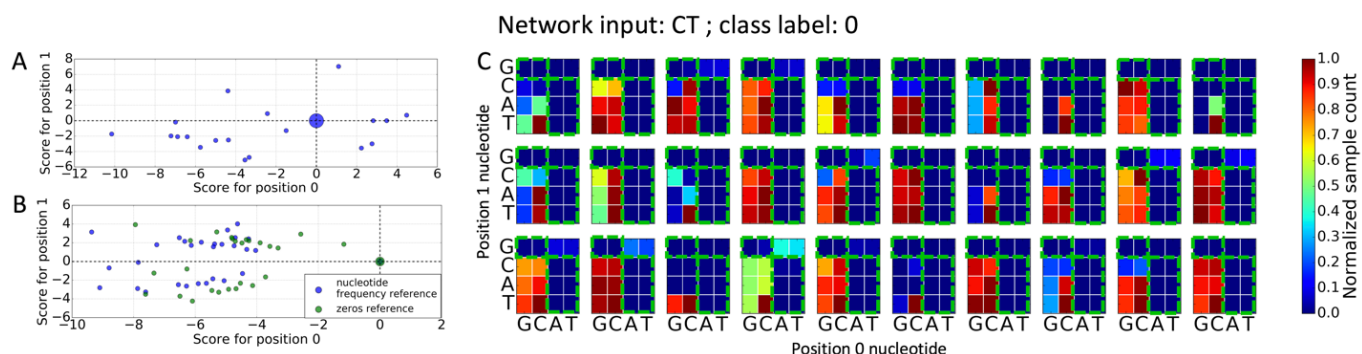 Network input: CT ; class label: 0
A
Score for position 1
8
6
4
2
0
−2
−4
−6
−12 −10 −8 −6 −4 −2 0 2 4 6
Score for position 0
B
Score for position 1
6
4
2
0
−2
−4
−6
−10 −8 −6 −4 −2 0 2
Score for position 0
nucleotide
frequency reference
zeros reference
C
Position 1 nucleotide
G
C
A
T
G
C
A
T
G
C
A
T
GCAT GCAT GCAT GCAT GCAT GCAT GCAT GCAT GCAT GCAT
Position 0 nucleotide
1.0
0.9
0.8
0.7
0.6
0.5
0.4
0.3
0.2
0.1
0.0
Normalized sample count